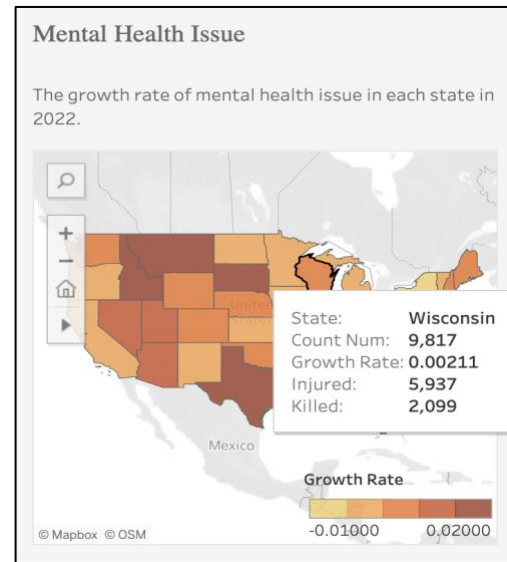 Mental Health Issue
The growth rate of mental health issue in each state in
2022.
+
−
United
States
State: Wisconsin
Count Num: 9,817
Growth Rate: 0.00211
Injured: 5,937
Killed: 2,099
Mexico
Growth Rate
-0.01000 0.02000
© Mapbox © OSM